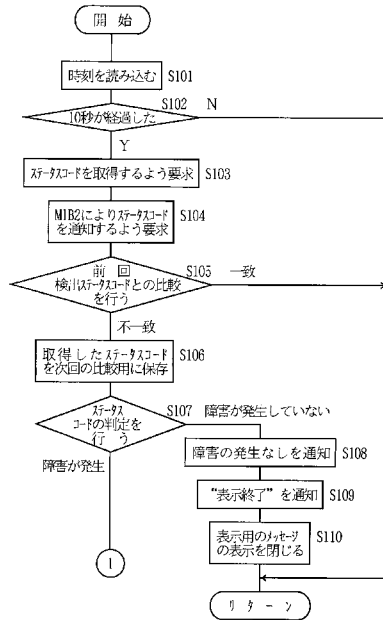 開 始
時刻を読み込む
S101
S102
10秒が経過した
N
Y
ステータスコードを取得するよう要求
S103
MIB2によりステータスコード
を通知するよう要求
S104
前 回
検出ステータスコードとの比較
を行う
S105
一致
不一致
取得したステータスコード
を次回の比較用に保存
S106
ステータス
コードの判定を
行 う
S107
障害が発生していない
障害が発生
障害の発生なしを通知
S108
“表示終了”を通知
S109
表示用のメッセージ
の表示を閉じる
S110
1
リ タ ー ン